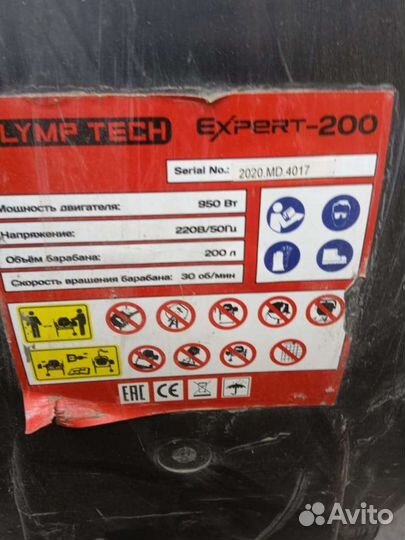 LYMP TECH EXPERT-200
Serial No.: 2020.MD.4017
Мощность двигателя: 950 Вт
Напряжение: 220В/50Гц
Объём барабана: 200 л
Скорость вращения барабана: 30 об/мин
EAC CE
Avito